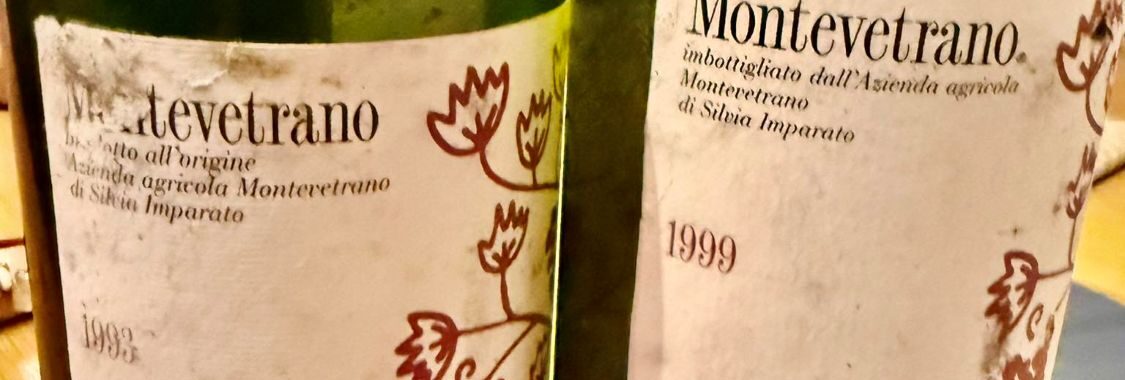 Montevetrano
all'origine
Azienda agricola Montevetrano
di Silvia Imparato
1993
Montevetrano
imbottigliato dall'Azienda agricola
Montevetrano
di Silvia Imparato
1999